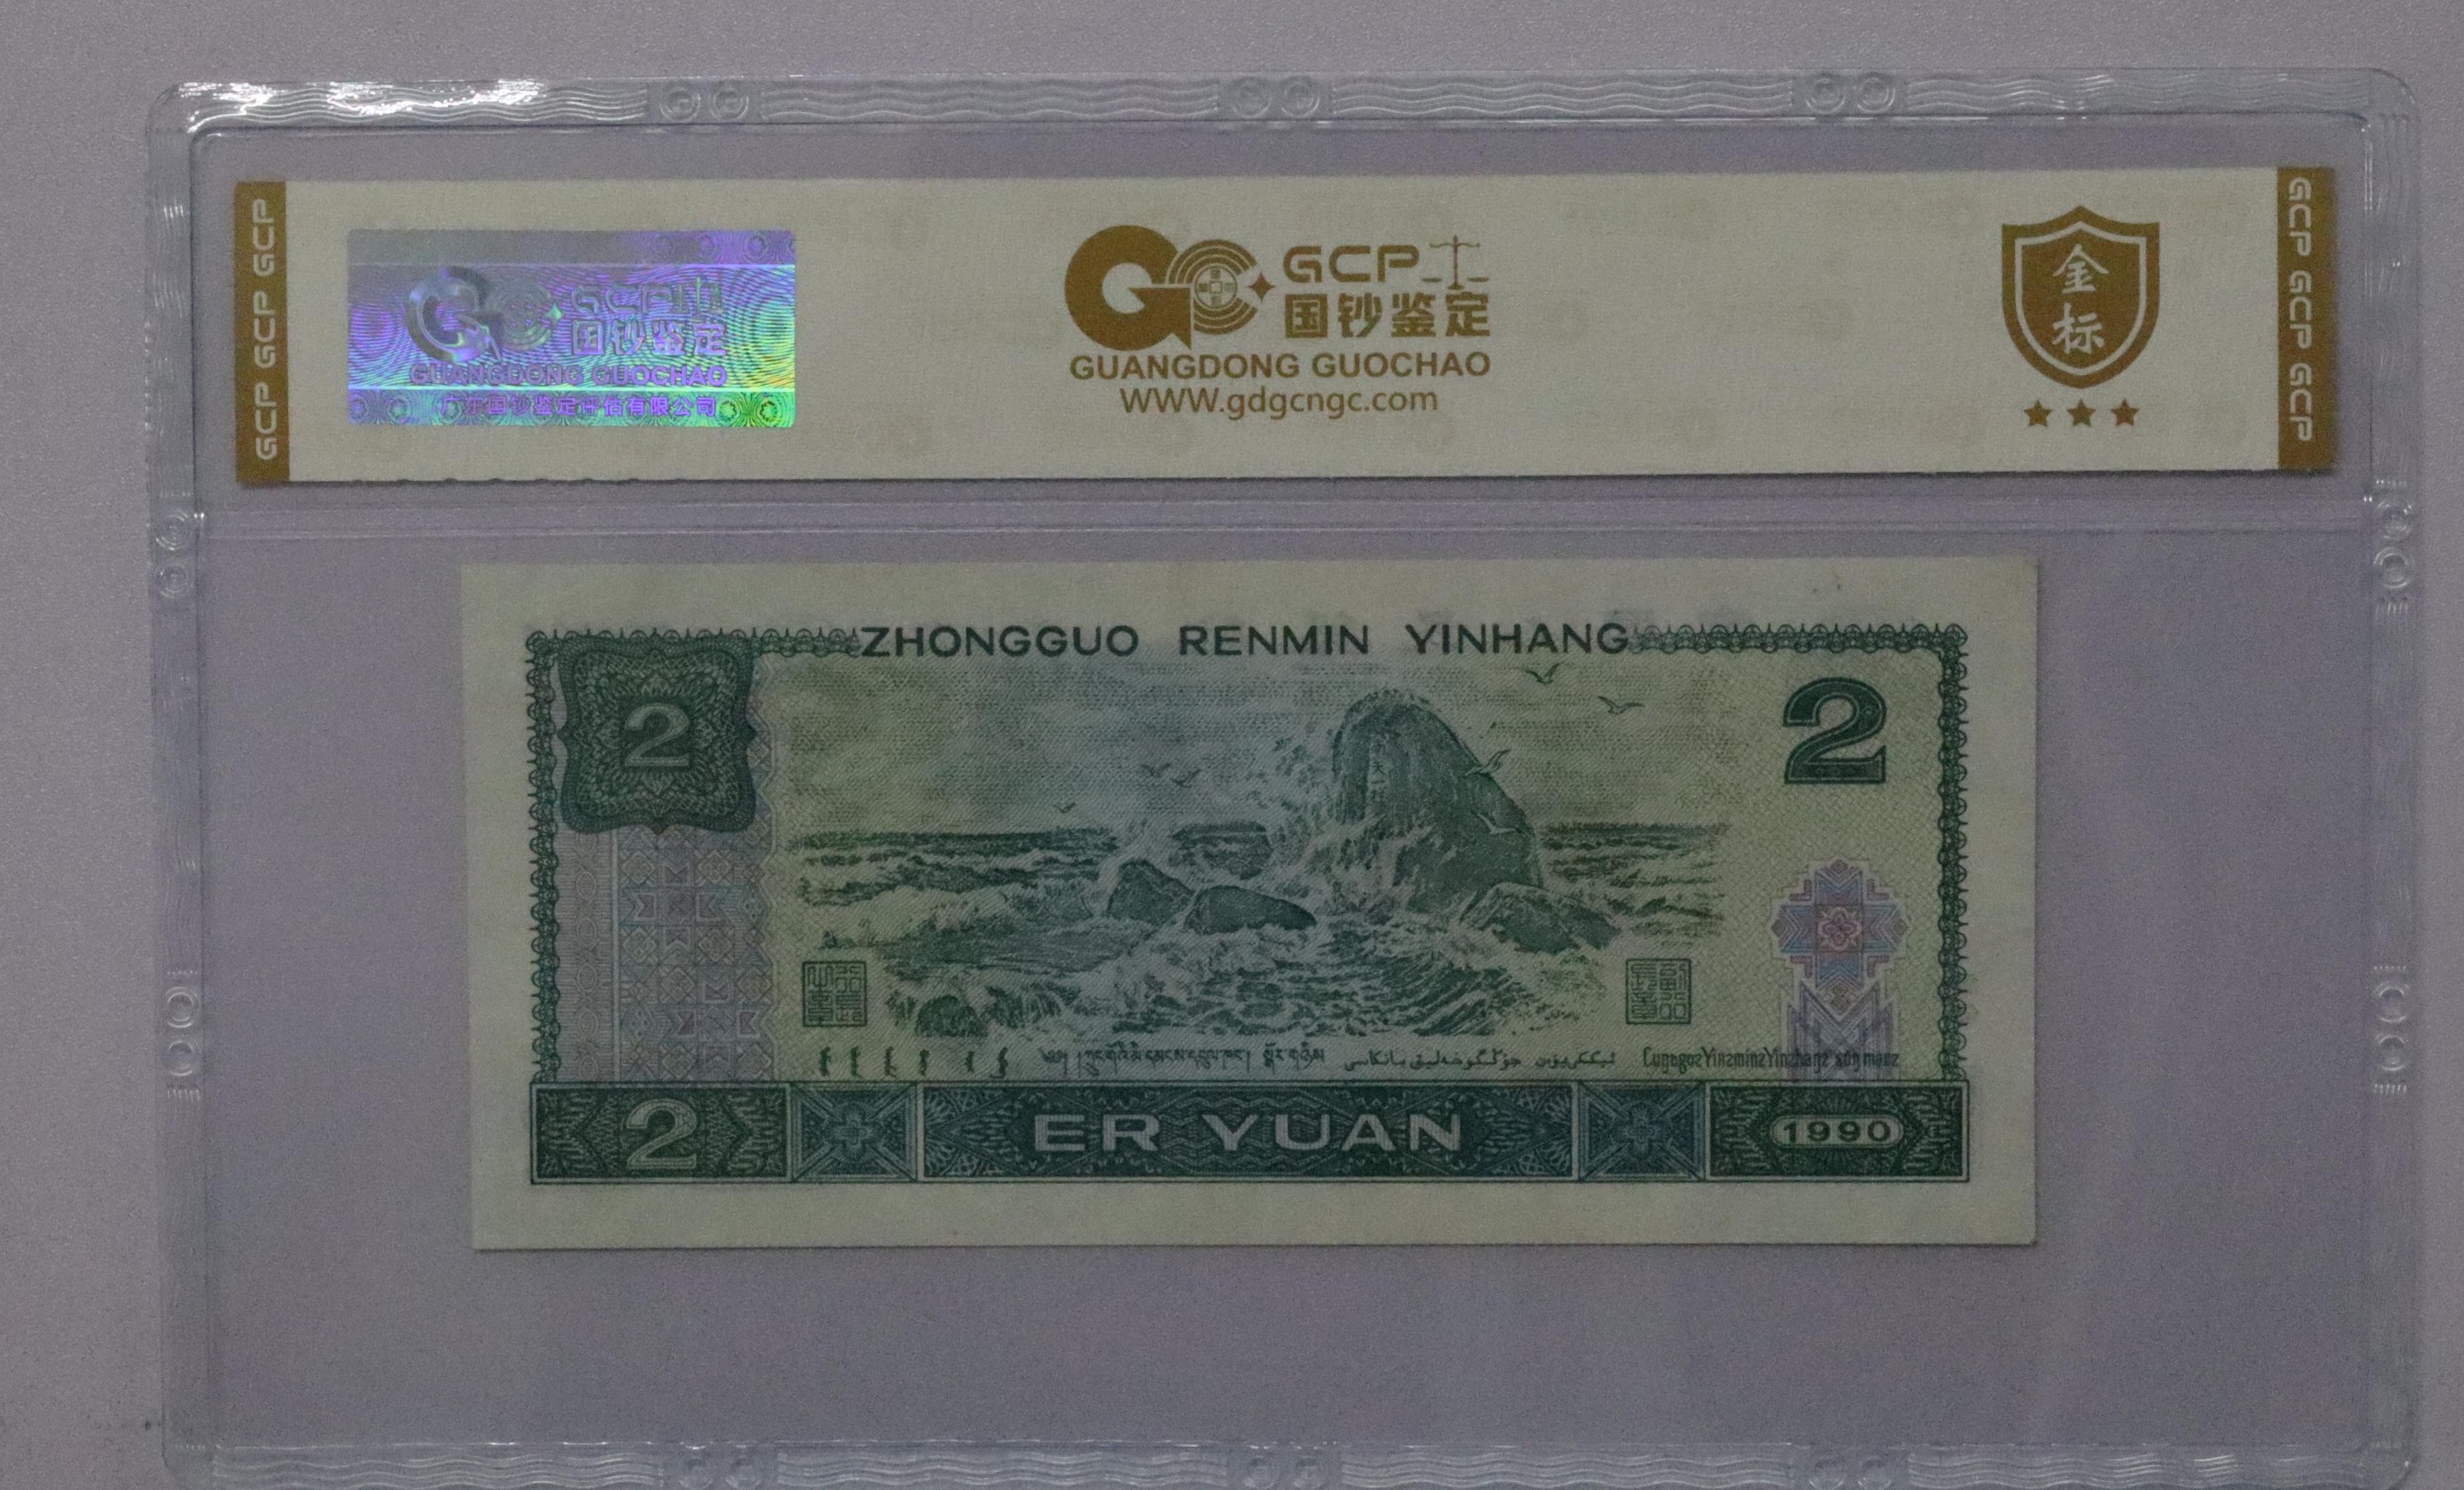 GCP GCP GCP
GCP
国钞鉴定
GUANGDONG GUOCHAO
广东国钞鉴定评估有限公司
GCP
国钞鉴定
GUANGDONG GUOCHAO
WWW.gdgcngc.com
金标
GCP GCP GCP
ZHONGGUO RENMIN YINHANG
2
2
2
ER YUAN
1990